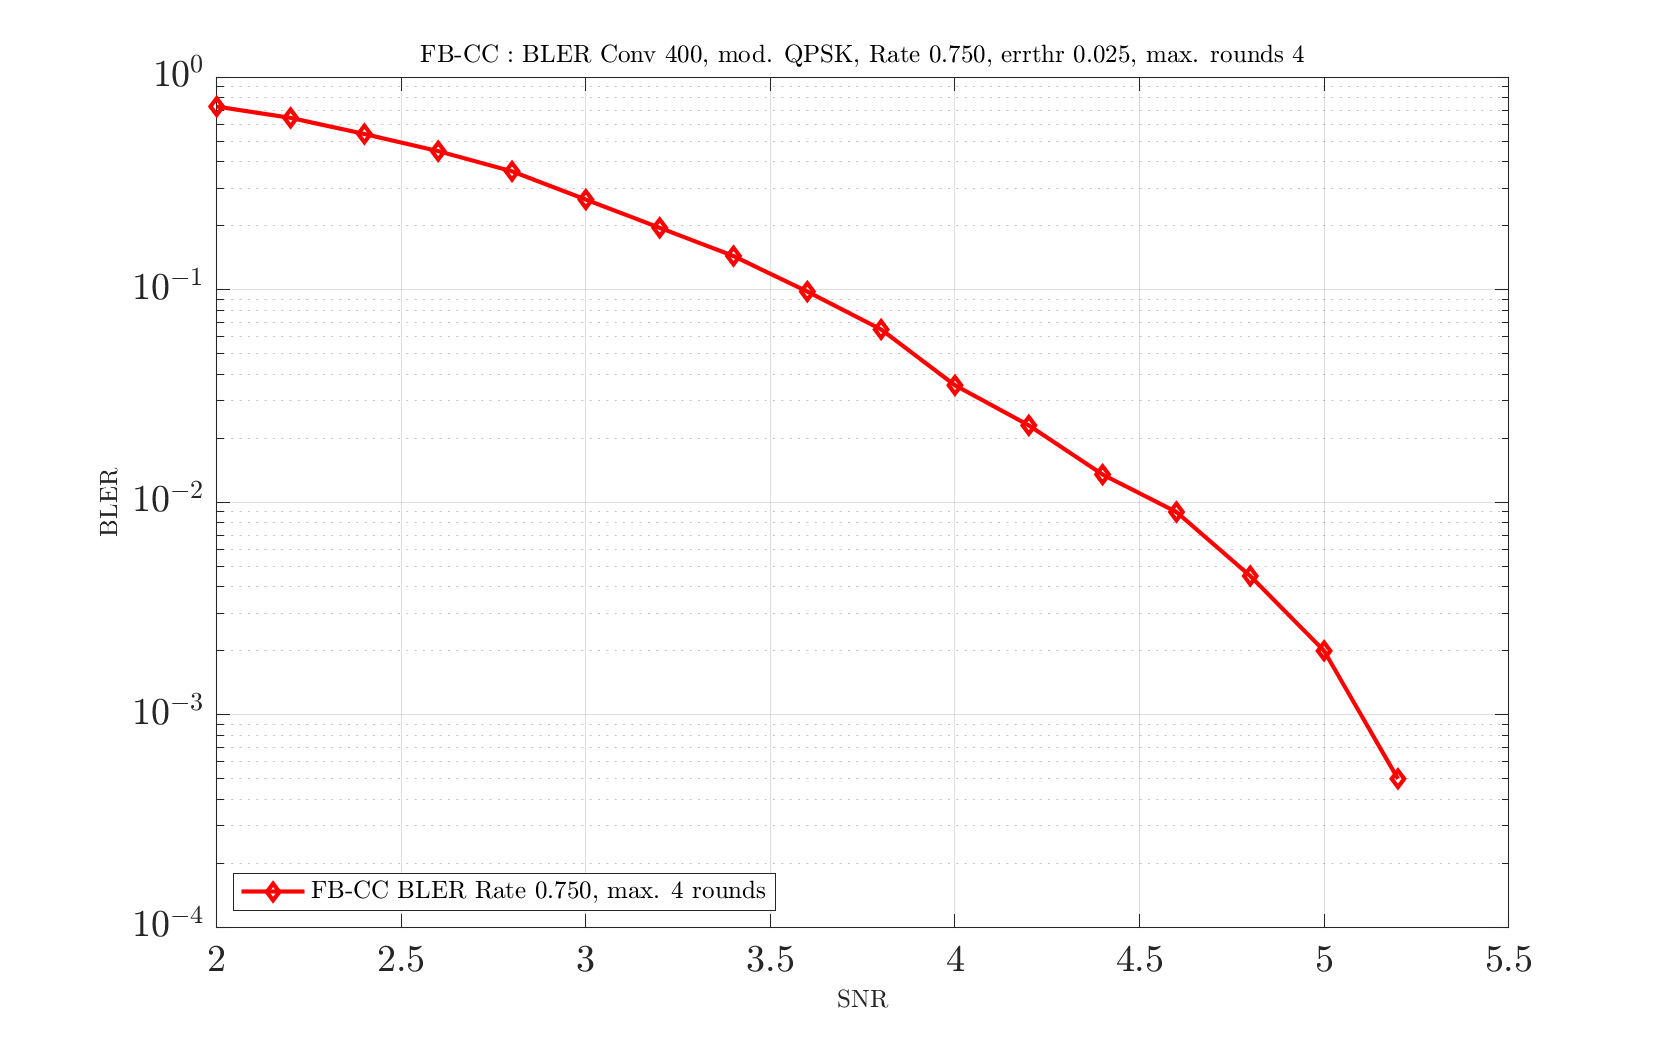 FB-CC : BLER Conv 400, mod. QPSK, Rate 0.750, errthr 0.025, max. rounds 4
10⁰
10⁻¹
10⁻²
10⁻³
10⁻⁴
BLER
FB-CC BLER Rate 0.750, max. 4 rounds
2 2.5 3 3.5 4 4.5 5 5.5
SNR